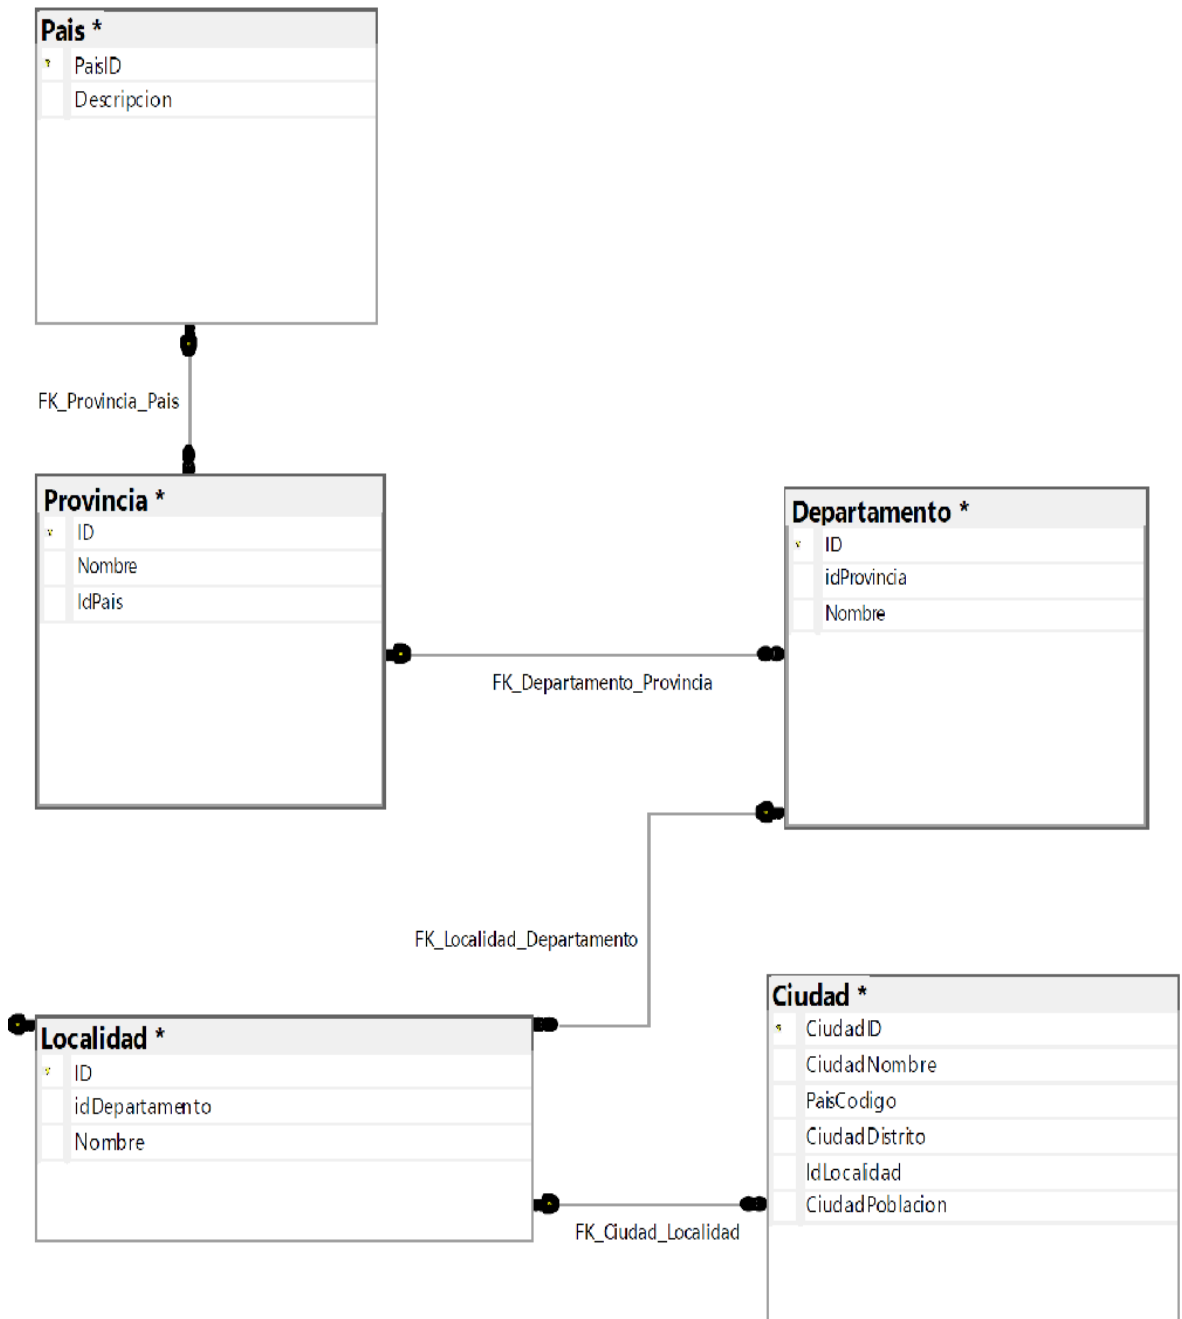 Pais *
PaisID
Descripcion
FK_Provincia_Pais
Provincia *
ID
Nombre
IdPais
Departamento *
ID
idProvincia
Nombre
FK_Departamento_Provincia
FK_Localidad_Departamento
Localidad *
ID
idDepartamento
Nombre
Ciudad *
CiudadID
CiudadNombre
PaisCodigo
CiudadDistrito
IdLocalidad
CiudadPoblacion
FK_Ciudad_Localidad